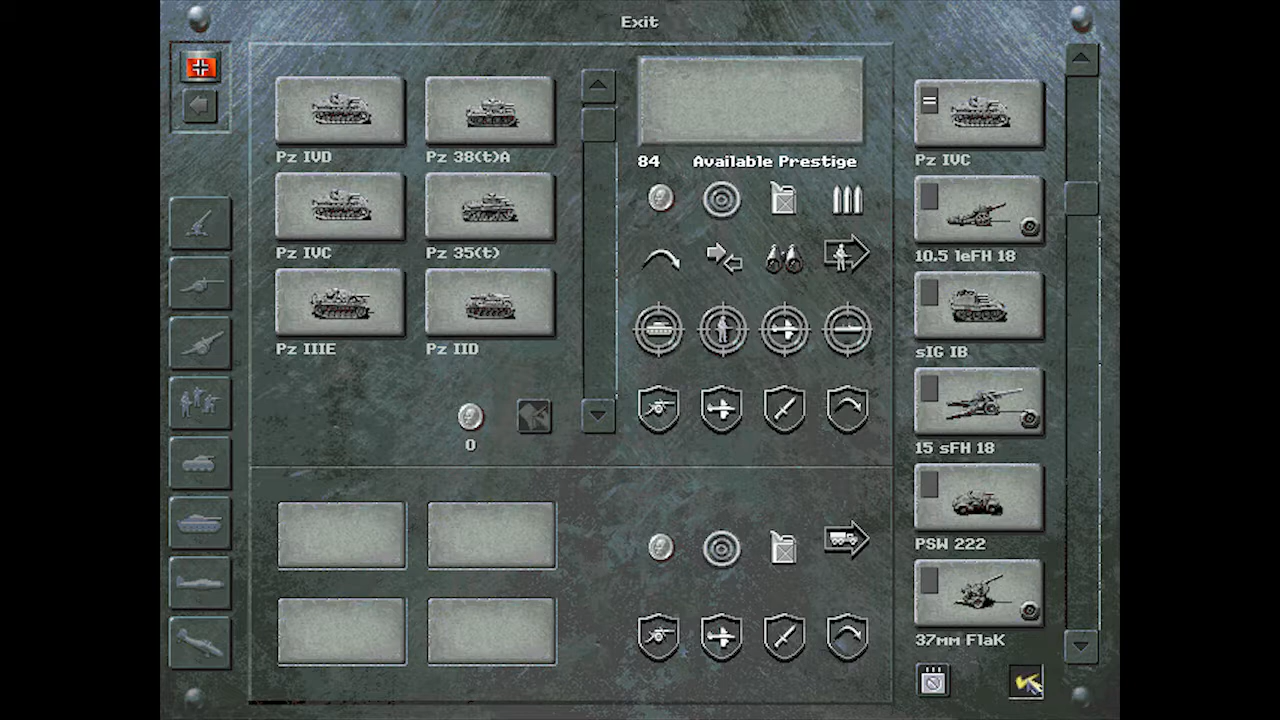 Exit
Pz IVD
Pz 38(t)A
84 Available Prestige
Pz IVC
Pz IVC
Pz 35(t)
10.5 leFH 18
Pz IIIE
Pz IID
sIG IB
0
15 sFH 18
PSW 222
37mm FlaK